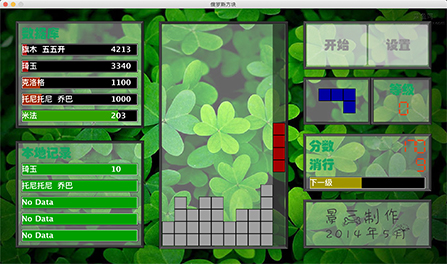 俄罗斯方块
数据库
旗木 五五开 4213
琦玉 3340
克洛格 1100
托尼托尼 乔巴 1000
米法 203
本地记录
琦玉 10
托尼托尼 乔巴
No Data
No Data
No Data
开始 设置
等级
0
分数 70
消行 9
下一级
制作
2014年5月